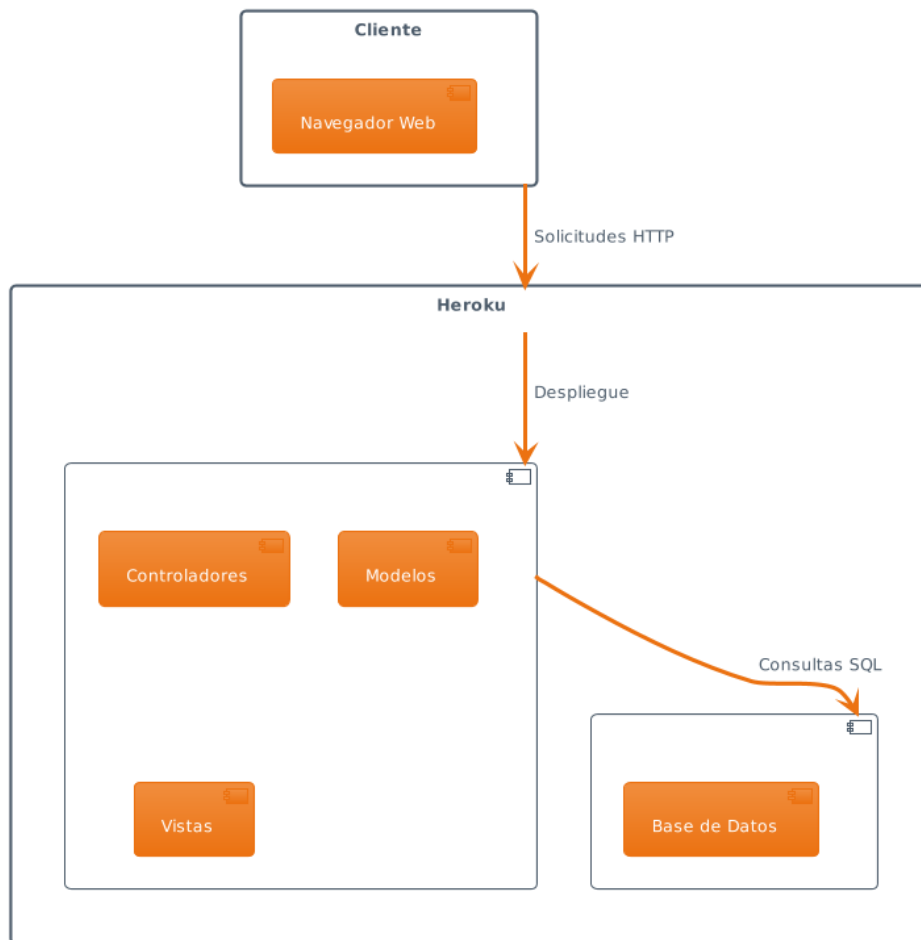 Cliente
Navegador Web
Solicitudes HTTP
Heroku
Despliegue
Controladores
Modelos
Consultas SQL
Vistas
Base de Datos